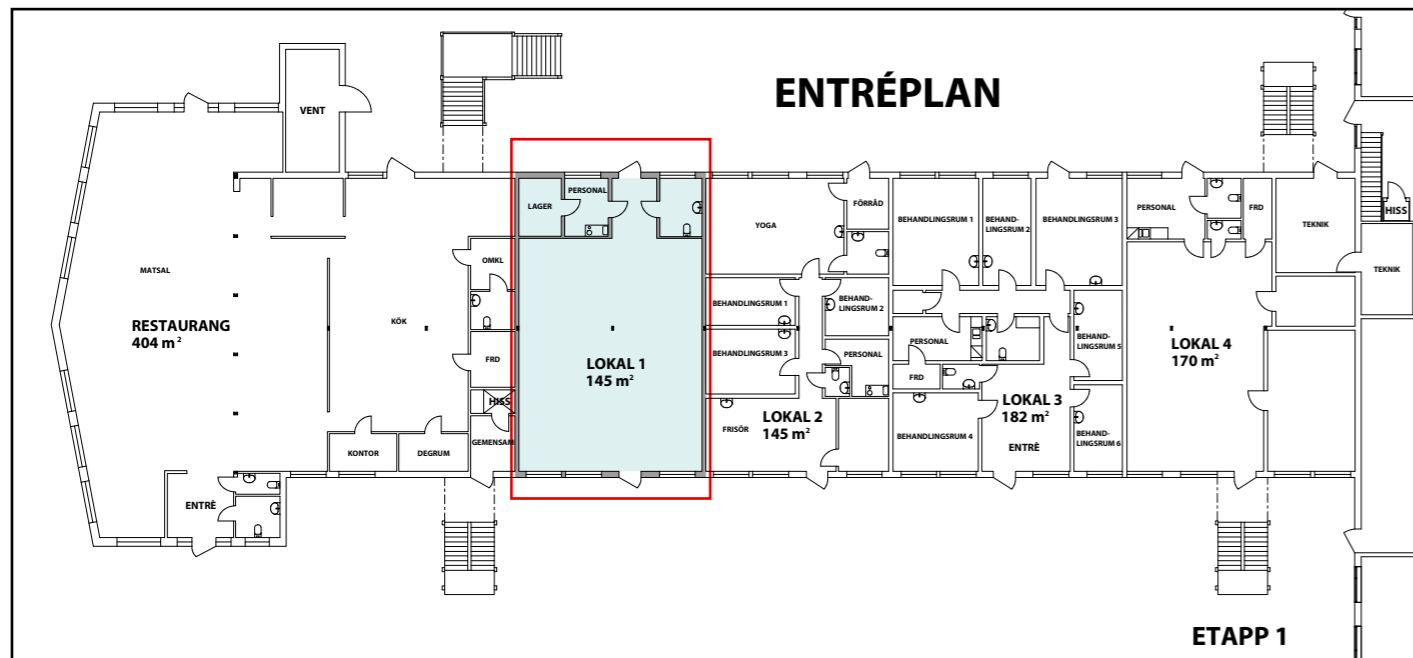 ENTRÉPLAN
VENT
MATSAL
RESTAURANG
404 m²
ENTRÈ
KÖK
KONTOR
DEGRUM
OMKL
FRD
HISS
GEMENSAM
LAGER
PERSONAL
LOKAL 1
145 m²
YOGA
FÖRRÅD
BEHANDLINGSRUM 1
BEHAND-
LINGSRUM 2
BEHANDLINGSRUM 3
PERSONAL
FRISÖR
LOKAL 2
145 m²
BEHANDLINGSRUM 1
BEHAND-
LINGSRUM 2
BEHANDLINGSRUM 3
PERSONAL
FRD
BEHANDLINGSRUM 4
BEHAND-
LINGSRUM 5
BEHAND-
LINGSRUM 6
LOKAL 3
182 m²
ENTRÈ
PERSONAL
FRD
LOKAL 4
170 m²
TEKNIK
HISS
TEKNIK
ETAPP 1